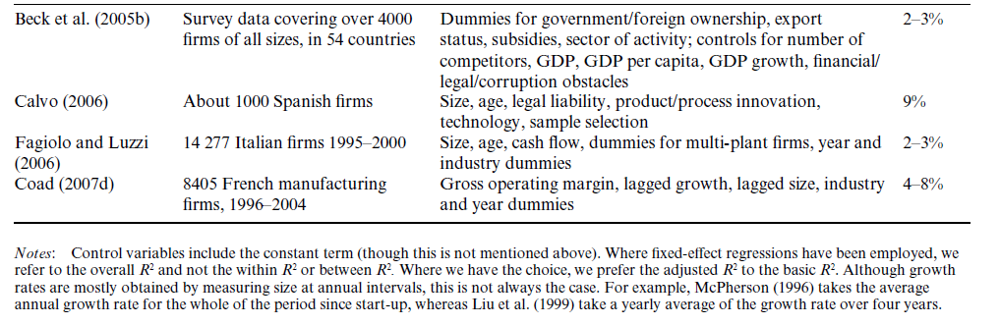 Beck et al. (2005b) Survey data covering over 4000 Dummies for government/foreign ownership, export 2–3%
firms of all sizes, in 54 countries status, subsidies, sector of activity; controls for number of
competitors, GDP, GDP per capita, GDP growth, financial/
legal/corruption obstacles
Calvo (2006) About 1000 Spanish firms Size, age, legal liability, product/process innovation, 9%
technology, sample selection
Fagiolo and Luzzi 14 277 Italian firms 1995–2000 Size, age, cash flow, dummies for multi-plant firms, year and 2–3%
(2006) industry dummies
Coad (2007d) 8405 French manufacturing Gross operating margin, lagged growth, lagged size, industry 4–8%
firms, 1996–2004 and year dummies
Notes: Control variables include the constant term (though this is not mentioned above). Where fixed-effect regressions have been employed, we
refer to the overall R² and not the within R² or between R². Where we have the choice, we prefer the adjusted R² to the basic R². Although growth
rates are mostly obtained by measuring size at annual intervals, this is not always the case. For example, McPherson (1996) takes the average
annual growth rate for the whole of the period since start-up, whereas Liu et al. (1999) take a yearly average of the growth rate over four years.